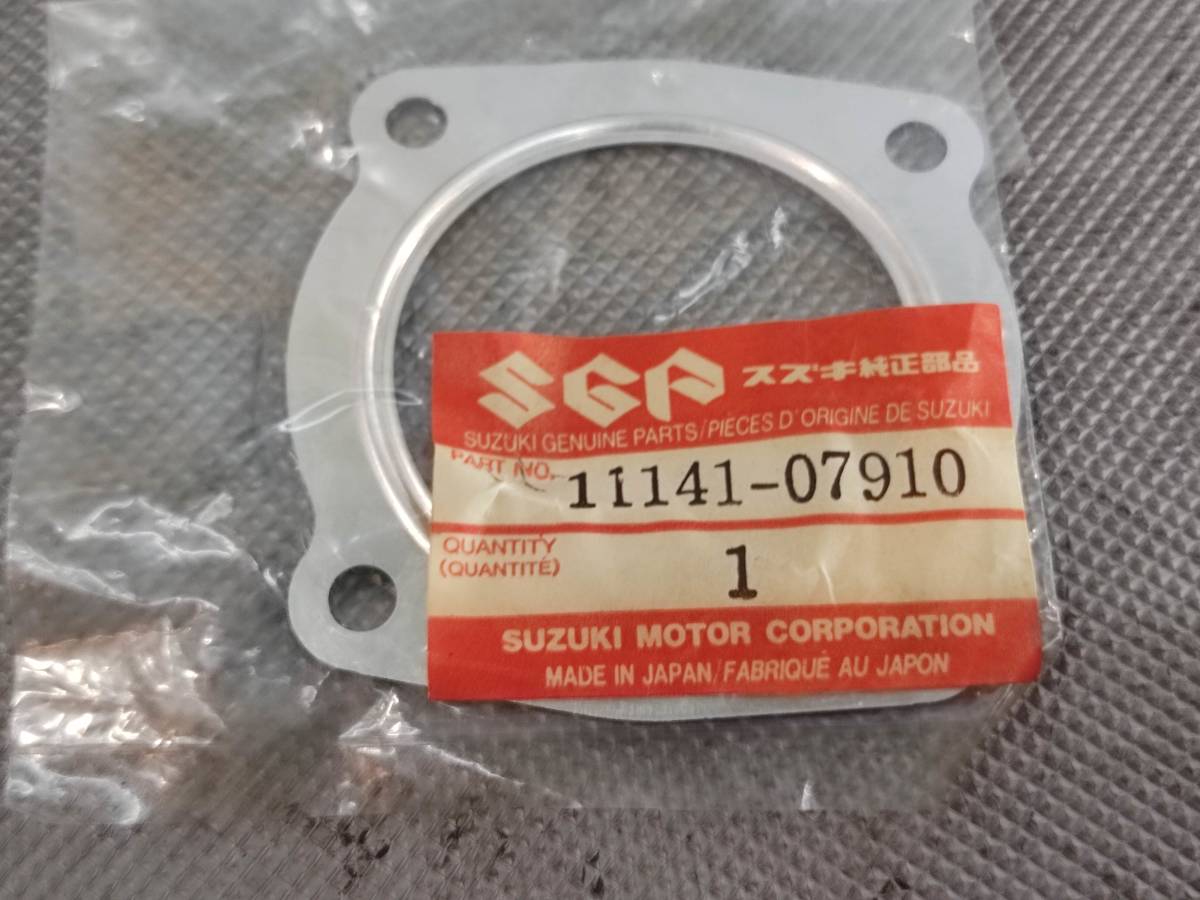 SGP スズキ純正部品
SUZUKI GENUINE PARTS/PIÈCES D'ORIGINE DE SUZUKI
PART NO. 11141-07910
QUANTITY
(QUANTITÉ) 1
SUZUKI MOTOR CORPORATION
MADE IN JAPAN/FABRIQUÉ AU JAPON